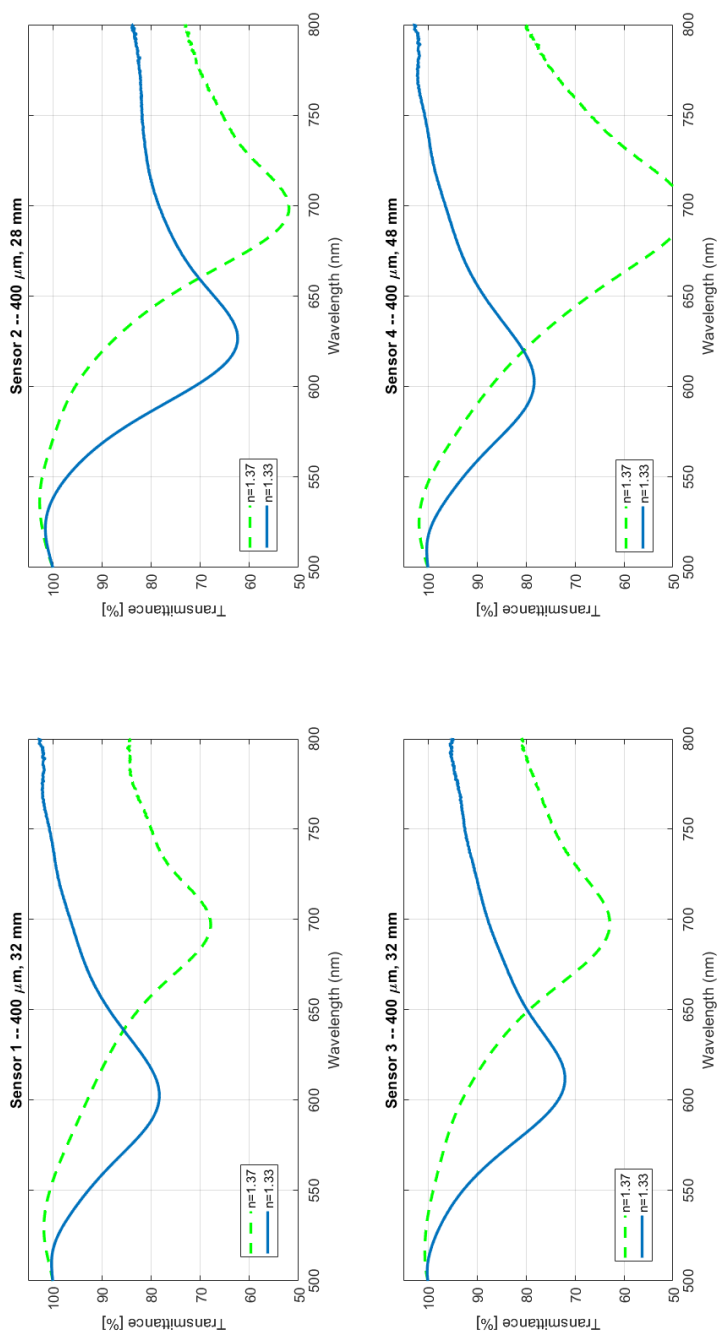 Sensor 1 -- 400 μm, 32 mm
Transmittance [%]
100
90
80
70
60
50
500
550
600
650
700
750
800
Wavelength (nm)
n=1.37
n=1.33
Sensor 2 -- 400 μm, 28 mm
Transmittance [%]
100
90
80
70
60
50
500
550
600
650
700
750
800
Wavelength (nm)
n=1.37
n=1.33
Sensor 3 -- 400 μm, 32 mm
Transmittance [%]
100
90
80
70
60
50
500
550
600
650
700
750
800
Wavelength (nm)
n=1.37
n=1.33
Sensor 4 -- 400 μm, 48 mm
Transmittance [%]
100
90
80
70
60
50
500
550
600
650
700
750
800
Wavelength (nm)
n=1.37
n=1.33